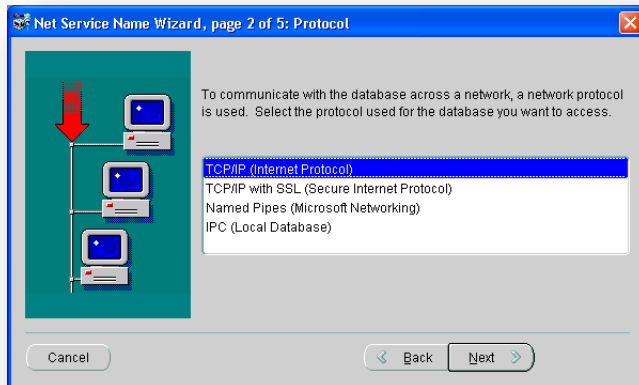 Net Service Name Wizard, page 2 of 5: Protocol
To communicate with the database across a network, a network protocol
is used.  Select the protocol used for the database you want to access.
TCP/IP (Internet Protocol)
TCP/IP with SSL (Secure Internet Protocol)
Named Pipes (Microsoft Networking)
IPC (Local Database)
Cancel
Back
Next